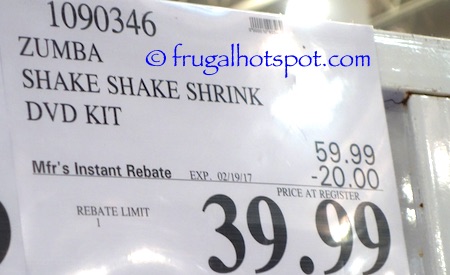 1090346
© frugalhotspot.com
ZUMBA
SHAKE SHAKE SHRINK
DVD KIT
59.99
Mfr's Instant Rebate EXP. 02/19/17 -20.00
PRICE AT REGISTER
REBATE LIMIT
1
39.99